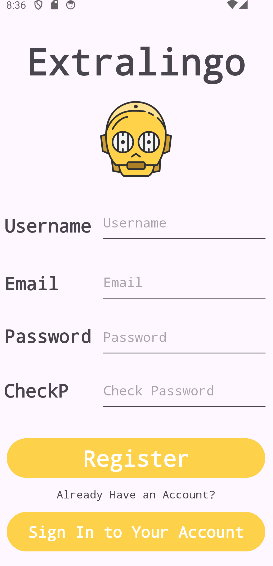 8:36
Extralingo
Username Username
Email Email
Password Password
CheckP Check Password
Register
Already Have an Account?
Sign In to Your Account